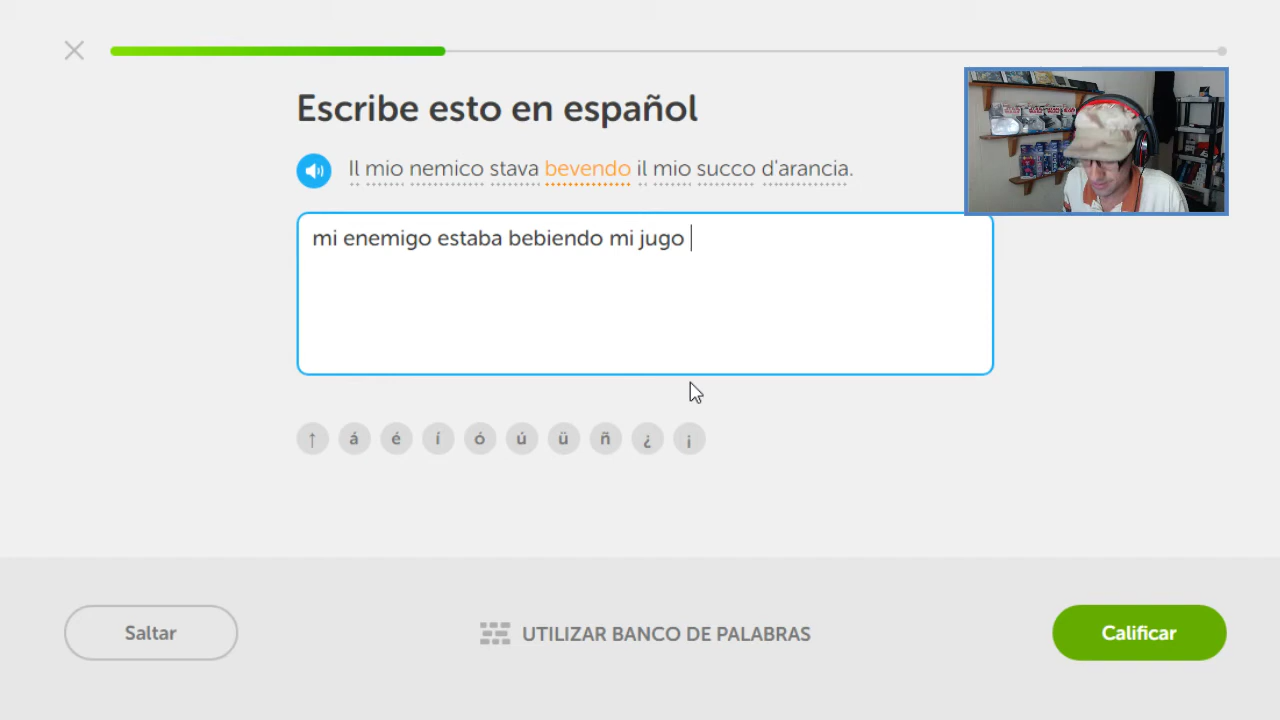 Escribe esto en español
Il mio nemico stava bevendo il mio succo d'arancia.
mi enemigo estaba bebiendo mi jugo
↑ á é í ó ú ü ñ ¿ ¡
Saltar
UTILIZAR BANCO DE PALABRAS
Calificar